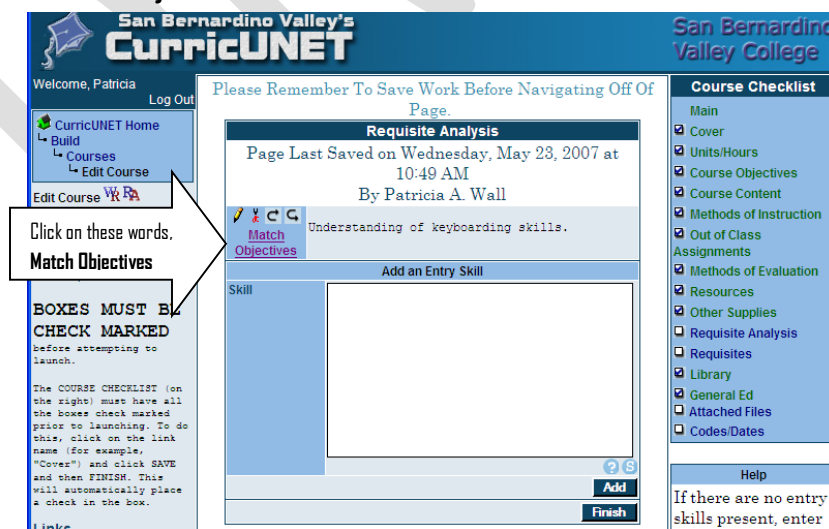 San Bernardino Valley's
CurricUNET
San Bernardino
Valley College
Welcome, Patricia
Log Out
CurricUNET Home
Build
Courses
Edit Course
Edit Course WR RA
Click on these words,
Match Objectives
BOXES MUST BE
CHECK MARKED
before attempting to
launch.
The COURSE CHECKLIST (on
the right) must have all
the boxes check marked
prior to launching. To do
this, click on the link
name (for example,
"Cover") and click SAVE
and then FINISH. This
will automatically place
a check in the box.
Links
Please Remember To Save Work Before Navigating Off Of
Page.
Requisite Analysis
Page Last Saved on Wednesday, May 23, 2007 at
10:49 AM
By Patricia A. Wall
Match
Objectives
Understanding of keyboarding skills.
Add an Entry Skill
Skill
? S
Add
Finish
Course Checklist
Main
Cover
Units/Hours
Course Objectives
Course Content
Methods of Instruction
Out of Class
Assignments
Methods of Evaluation
Resources
Other Supplies
Requisite Analysis
Requisites
Library
General Ed
Attached Files
Codes/Dates
Help
If there are no entry
skills present, enter